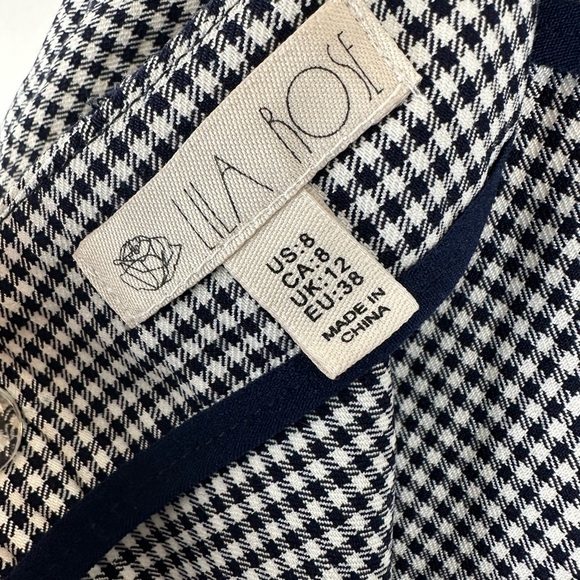 LILA ROSE
US:8
CA:8
UK:12
EU:38
MADE IN
CHINA